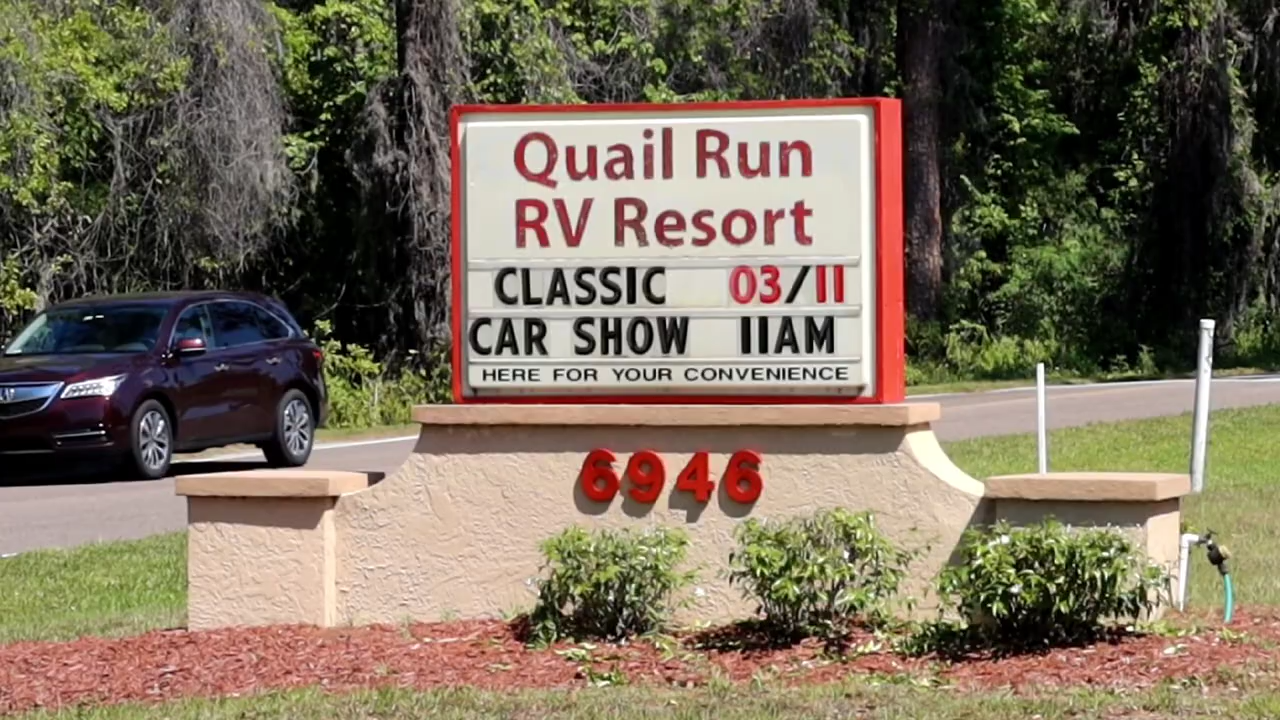 Quail Run
RV Resort
CLASSIC 03/11
CAR SHOW 11AM
HERE FOR YOUR CONVENIENCE
6946